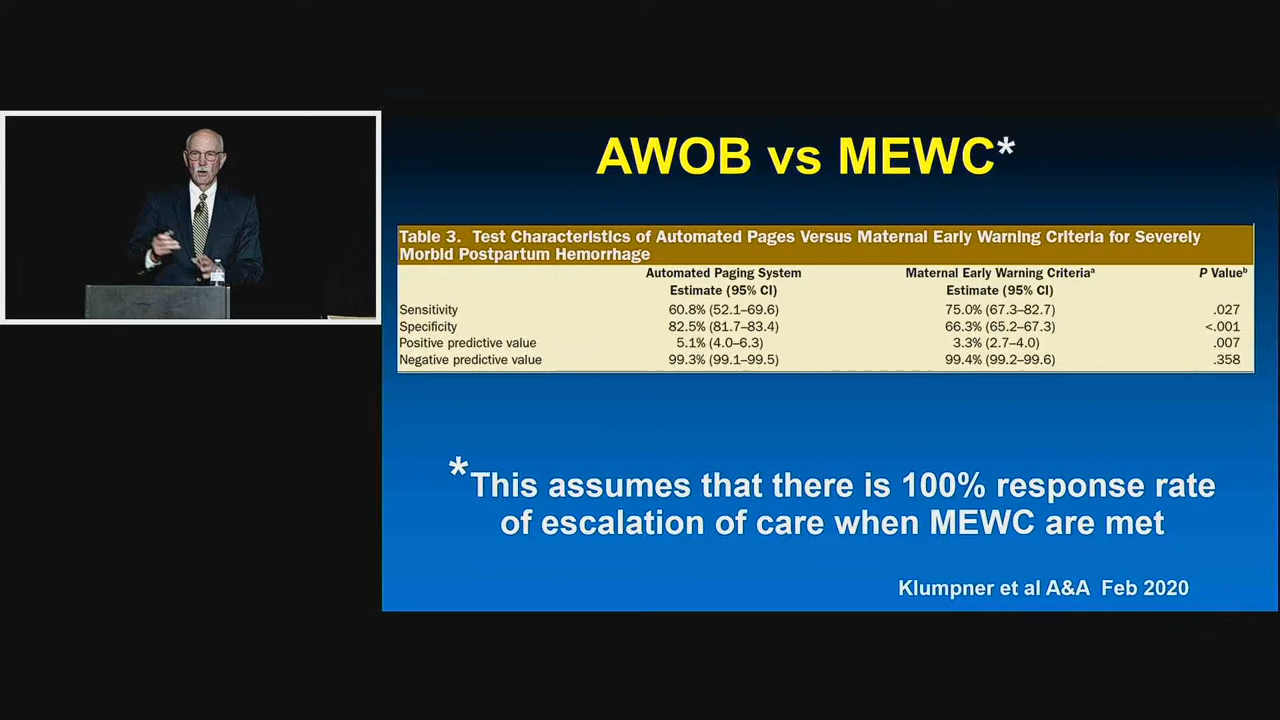 AWOB vs MEWC*
Table 3. Test Characteristics of Automated Pages Versus Maternal Early Warning Criteria for Severely
Morbid Postpartum Hemorrhage
Automated Paging System Maternal Early Warning Criteriaᵃ P Valueᵇ
Estimate (95% CI) Estimate (95% CI)
Sensitivity 60.8% (52.1–69.6) 75.0% (67.3–82.7) .027
Specificity 82.5% (81.7–83.4) 66.3% (65.2–67.3) <.001
Positive predictive value 5.1% (4.0–6.3) 3.3% (2.7–4.0) .007
Negative predictive value 99.3% (99.1–99.5) 99.4% (99.2–99.6) .358
*This assumes that there is 100% response rate
of escalation of care when MEWC are met
Klumpner et al A&A Feb 2020